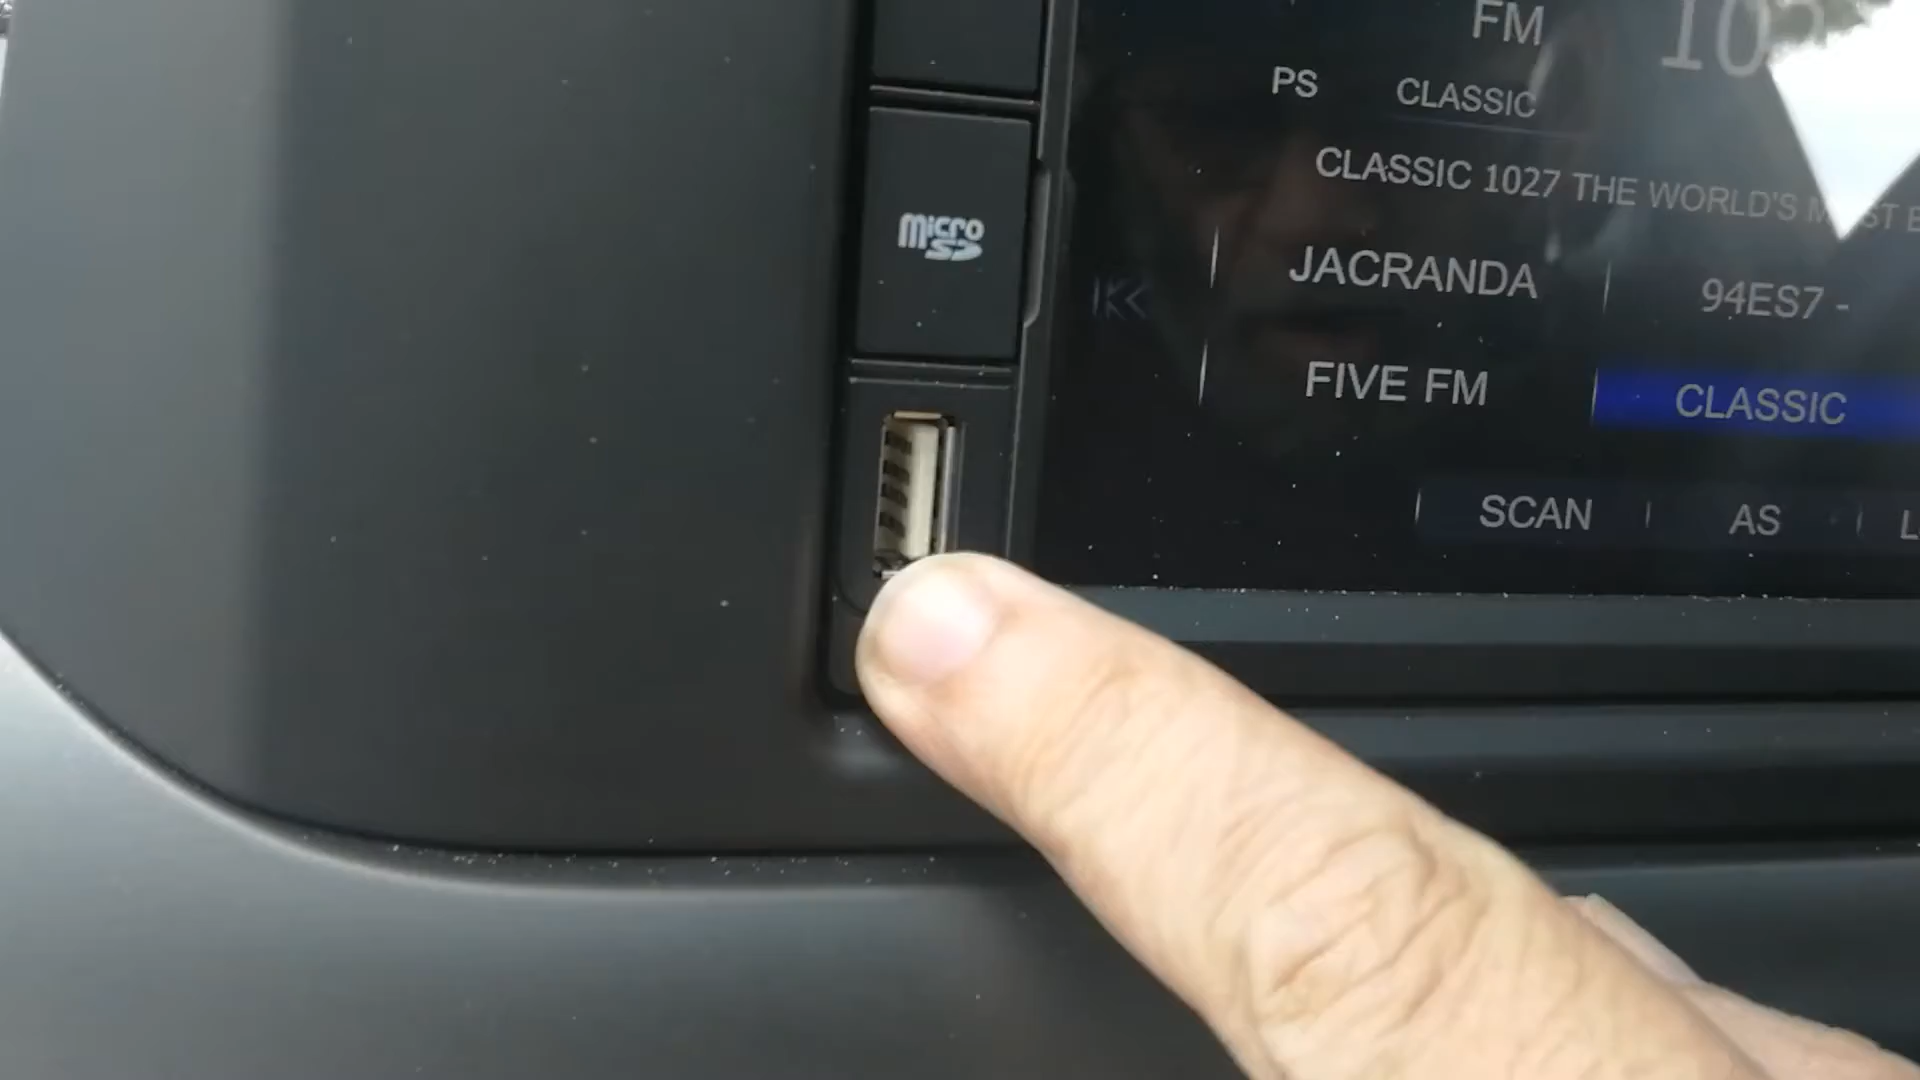 FM
PS CLASSIC
CLASSIC 1027 THE WORLD'S
micro
SD
JACRANDA 94ES7 -
FIVE FM CLASSIC
SCAN AS